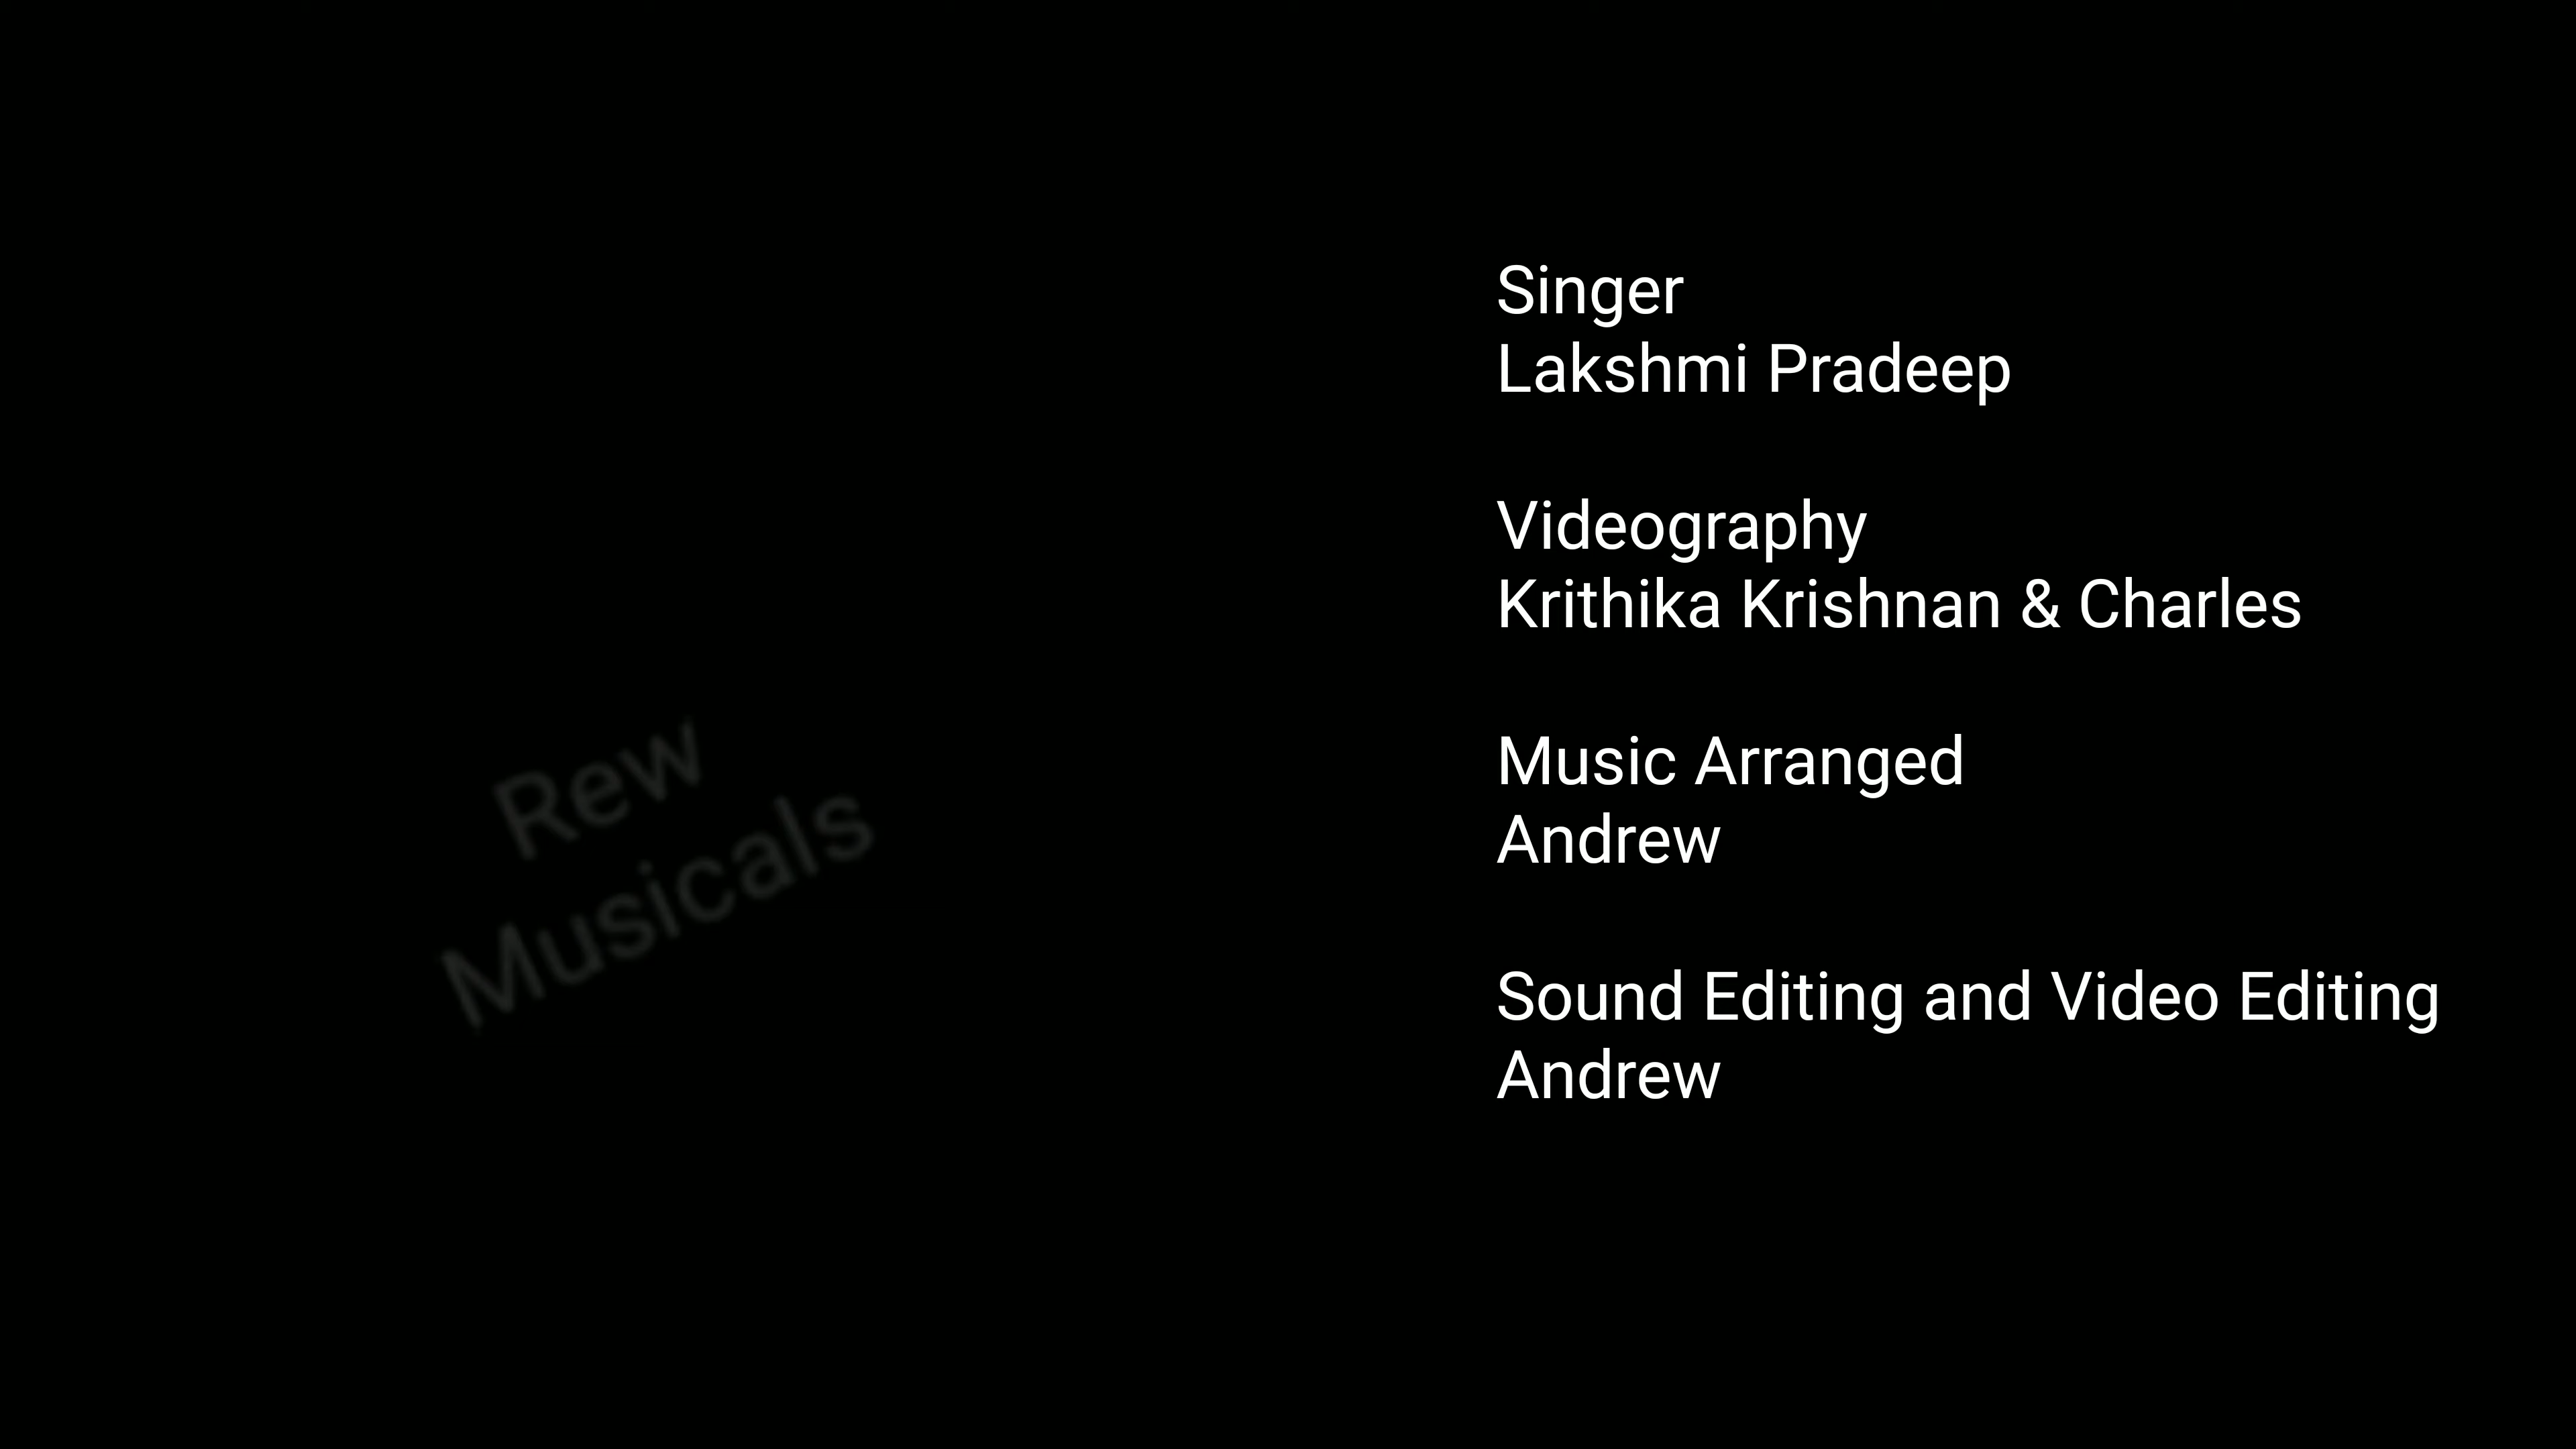 Rew
Musicals
Singer
Lakshmi Pradeep
Videography
Krithika Krishnan & Charles
Music Arranged
Andrew
Sound Editing and Video Editing
Andrew